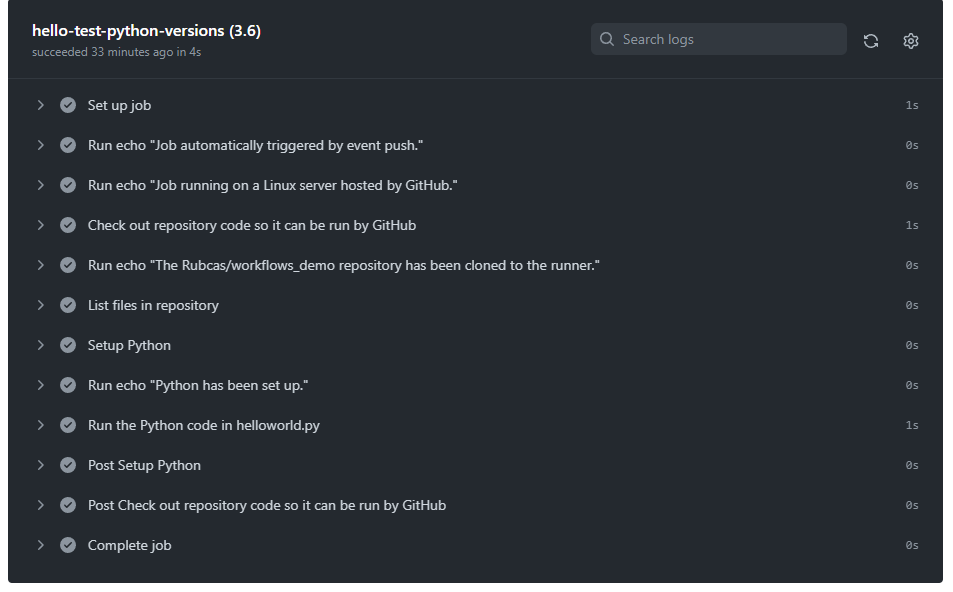 hello-test-python-versions (3.6)
succeeded 33 minutes ago in 4s
Search logs
Set up job 1s
Run echo "Job automatically triggered by event push." 0s
Run echo "Job running on a Linux server hosted by GitHub." 0s
Check out repository code so it can be run by GitHub 1s
Run echo "The Rubcas/workflows_demo repository has been cloned to the runner." 0s
List files in repository 0s
Setup Python 0s
Run echo "Python has been set up." 0s
Run the Python code in helloworld.py 1s
Post Setup Python 0s
Post Check out repository code so it can be run by GitHub 0s
Complete job 0s